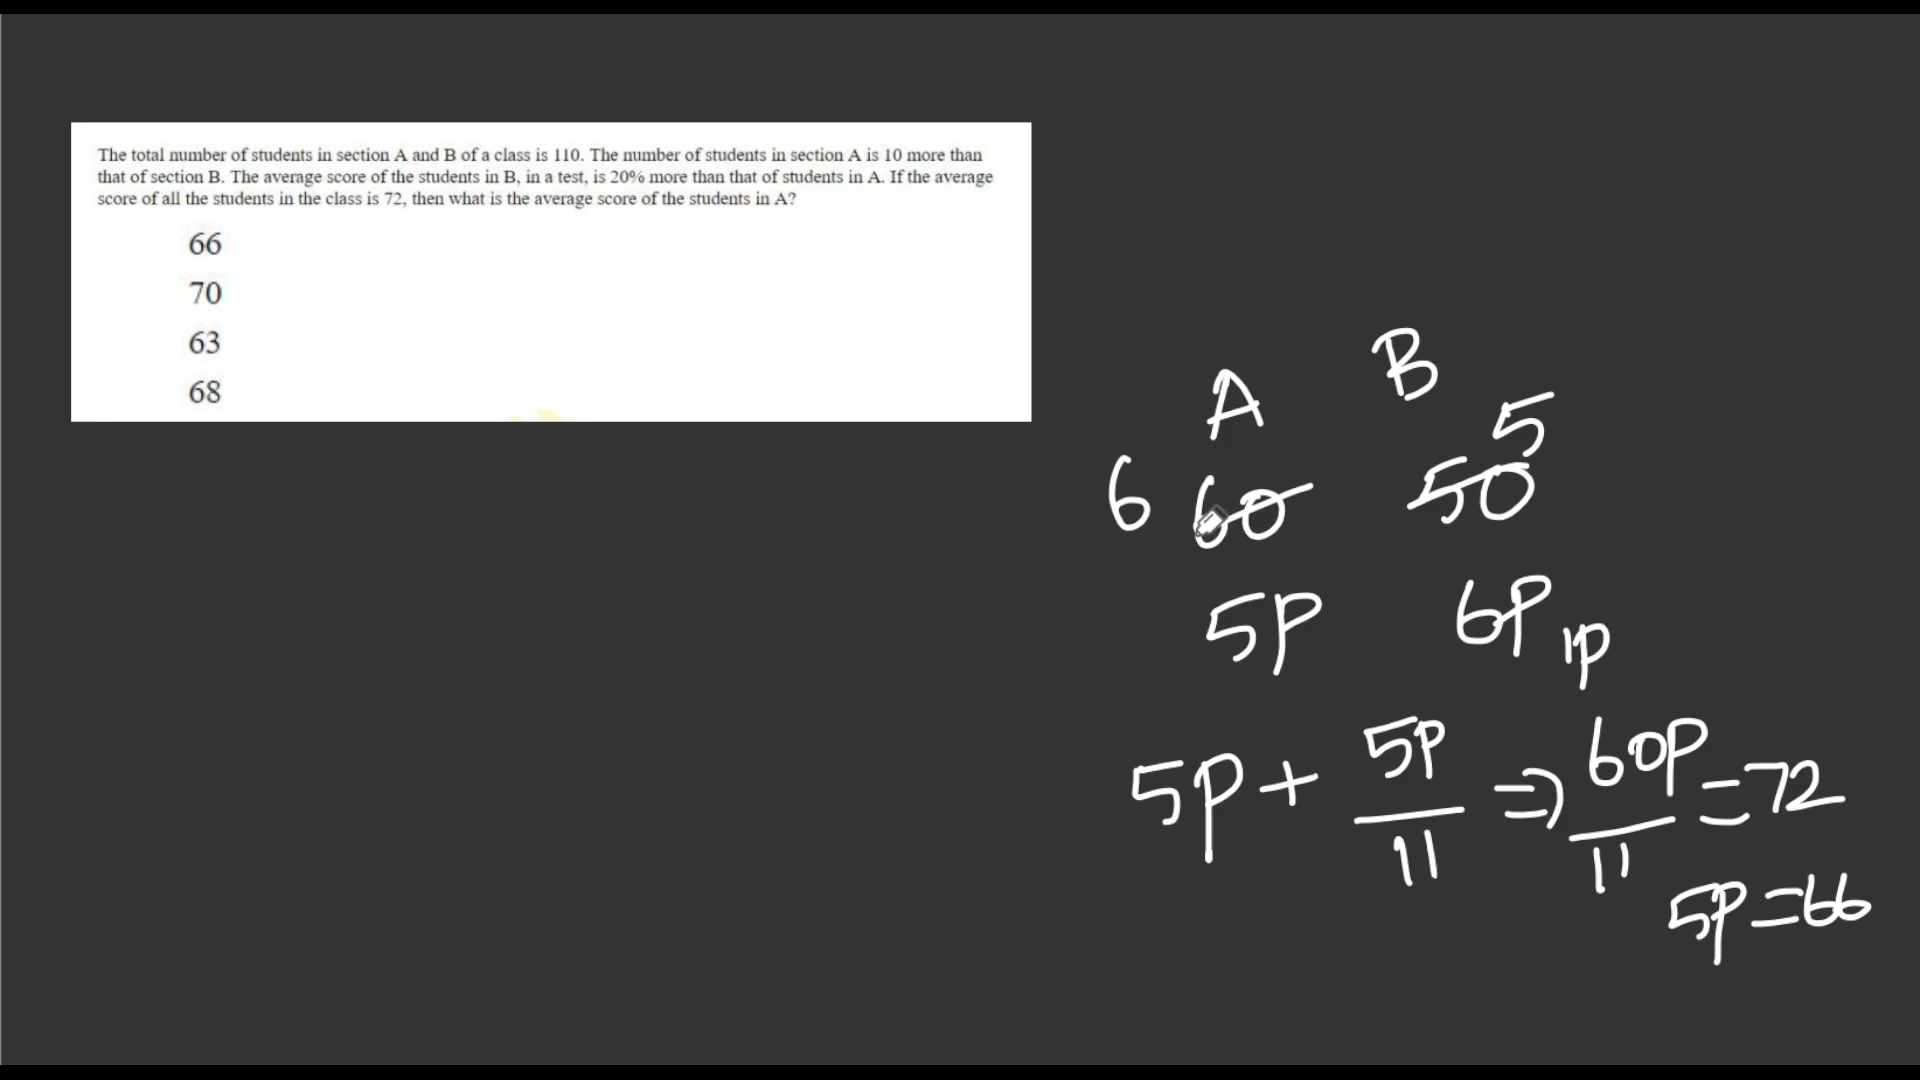 The total number of students in section A and B of a class is 110. The number of students in section A is 10 more than
that of section B. The average score of the students in B, in a test, is 20% more than that of students in A. If the average
score of all the students in the class is 72, then what is the average score of the students in A?
66
70
63
68
A B
5
6 60 50
5P 6P 1p
5p + 5p/11 => 60p/11 = 72
5p = 66